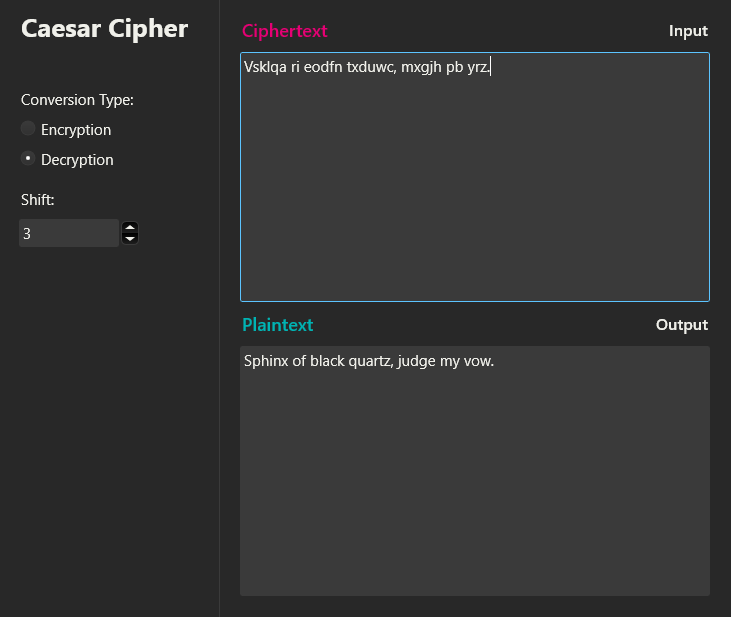 Caesar Cipher
Conversion Type:
Encryption
Decryption
Shift:
3
Ciphertext
Input
Vsklqa ri eodfn txduwc, mxgjh pb yrz.
Plaintext
Output
Sphinx of black quartz, judge my vow.